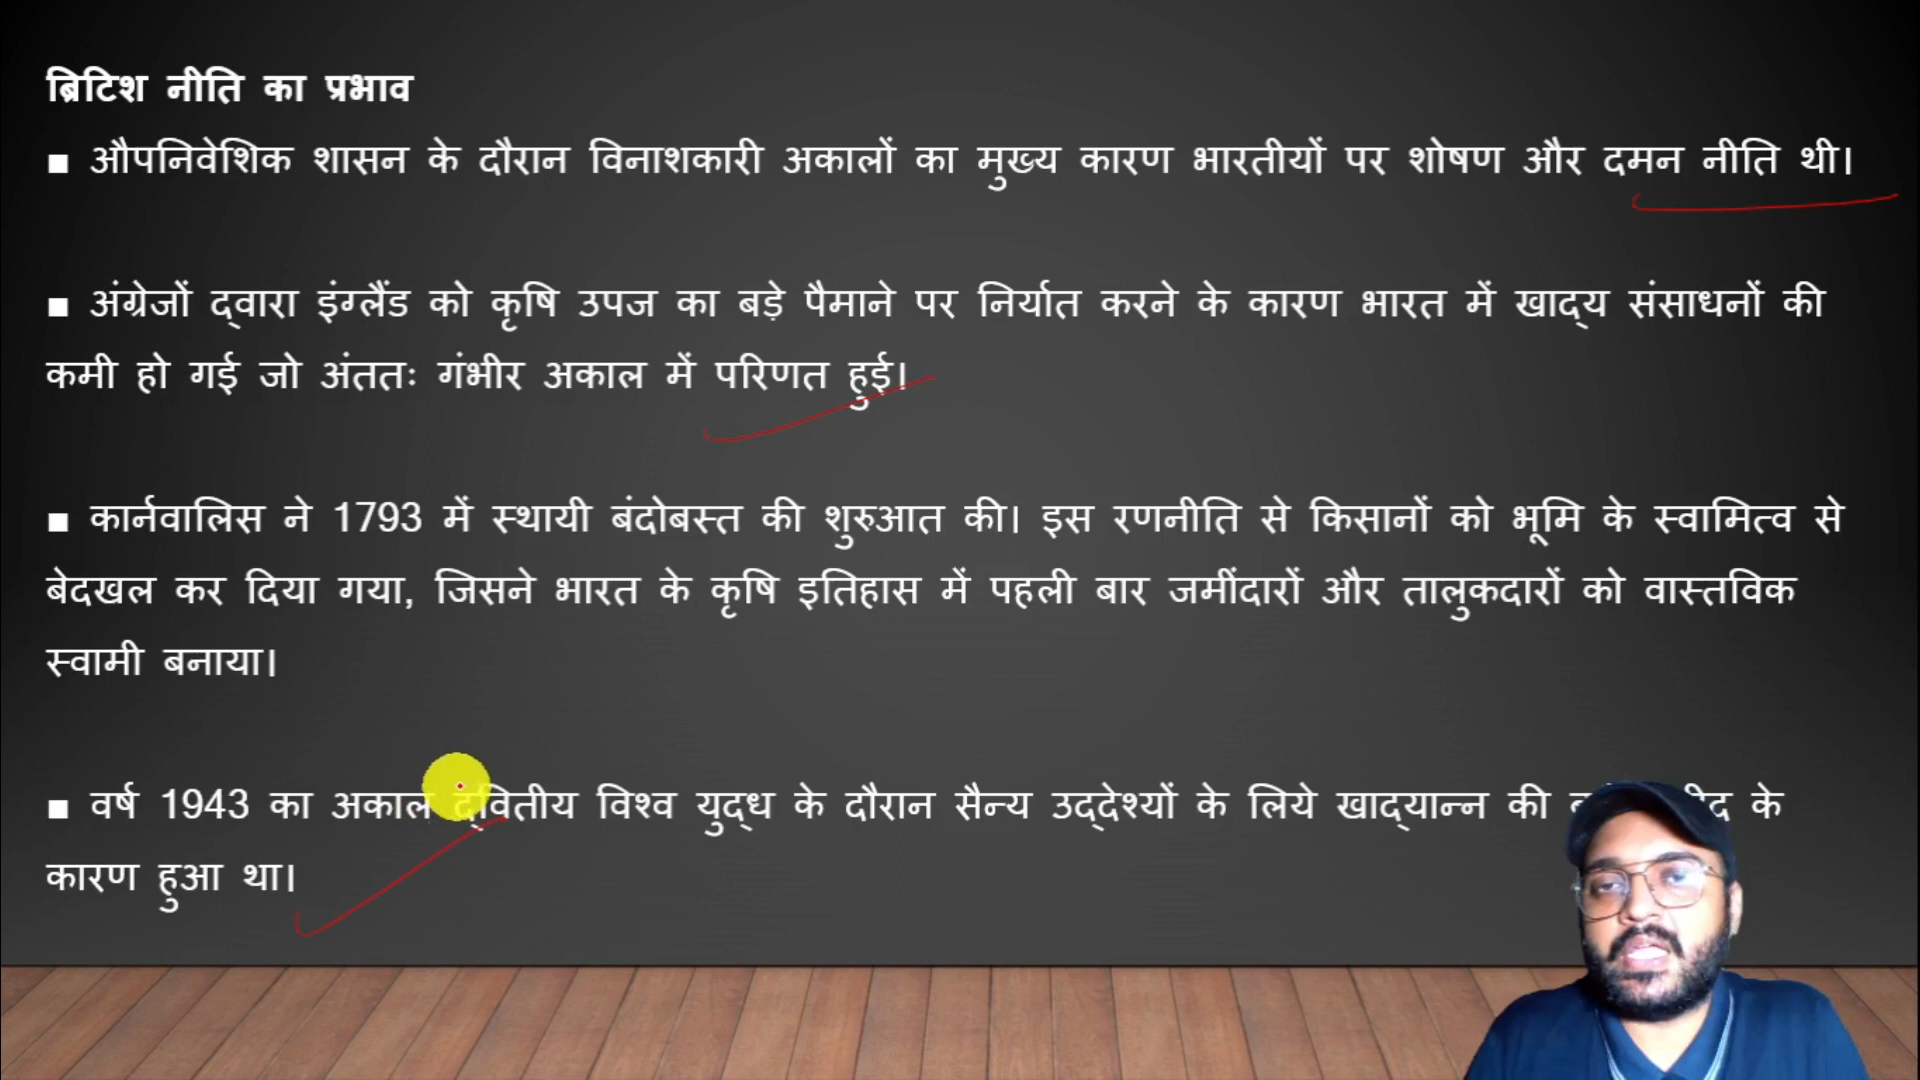 ब्रिटिश नीति का प्रभाव
▪ औपनिवेशिक शासन के दौरान विनाशकारी अकालों का मुख्य कारण भारतीयों पर शोषण और दमन नीति थी।
▪ अंग्रेजों द्वारा इंग्लैंड को कृषि उपज का बड़े पैमाने पर निर्यात करने के कारण भारत में खाद्य संसाधनों की
कमी हो गई जो अंततः गंभीर अकाल में परिणत हुई।
▪ कार्नवालिस ने 1793 में स्थायी बंदोबस्त की शुरुआत की। इस रणनीति से किसानों को भूमि के स्वामित्व से
बेदखल कर दिया गया, जिसने भारत के कृषि इतिहास में पहली बार जमींदारों और तालुकदारों को वास्तविक
स्वामी बनाया।
▪ वर्ष 1943 का अकाल द्वितीय विश्व युद्ध के दौरान सैन्य उद्देश्यों के लिये खाद्यान्न की के
कारण हुआ था।